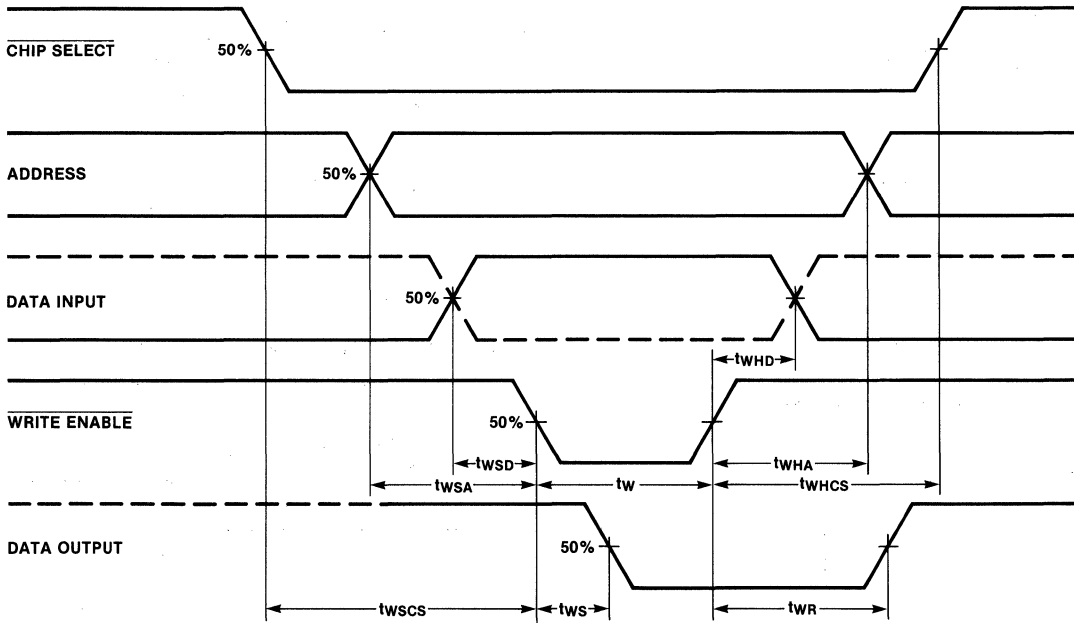 CHIP SELECT
50%
ADDRESS
50%
DATA INPUT
50%
tWHD
WRITE ENABLE
50%
tWSD
tWHA
tWSA
tW
tWHCS
DATA OUTPUT
50%
tWSCS
tWS
tWR